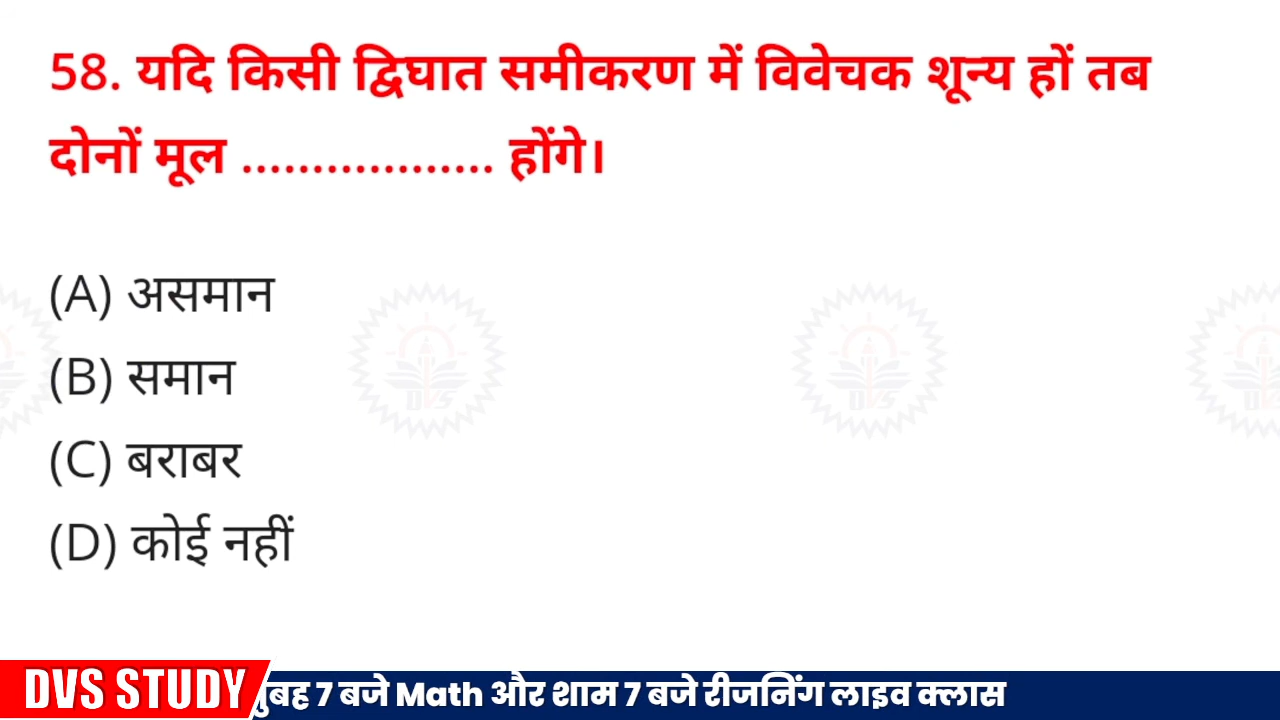 58. यदि किसी द्विघात समीकरण में विवेचक शून्य हों तब
दोनों मूल .................. होंगे।
(A) असमान
(B) समान
(C) बराबर
(D) कोई नहीं
DVS STUDY
7 बजे Math और शाम 7 बजे रीजनिंग लाइव क्लास